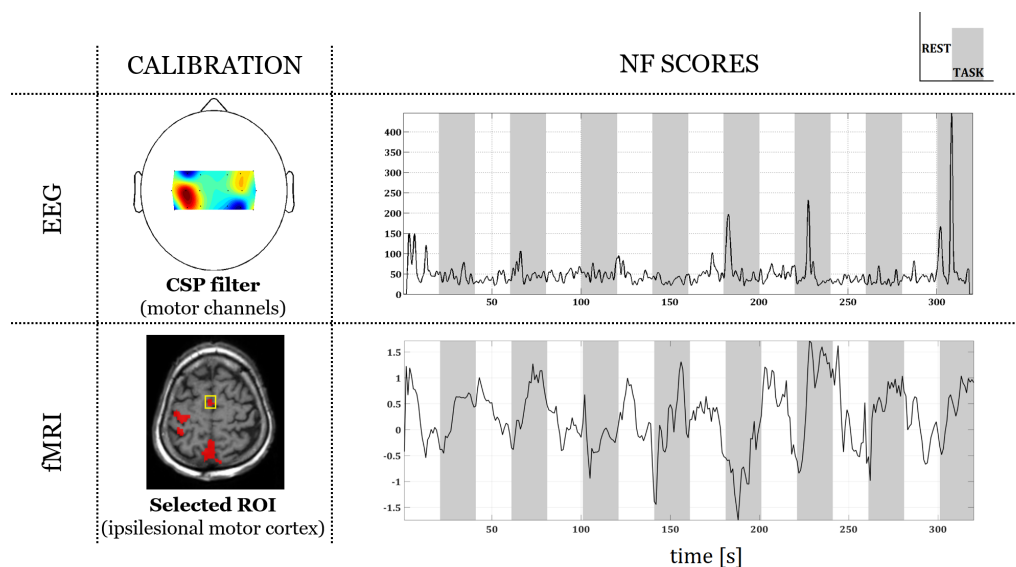 CALIBRATION
NF SCORES
REST
TASK
EEG
CSP filter
(motor channels)
400
350
300
250
200
150
100
50
0
50
100
150
200
250
300
fMRI
Selected ROI
(ipsilesional motor cortex)
1.5
1
0.5
0
-0.5
-1
-1.5
50
100
150
200
250
300
time [s]